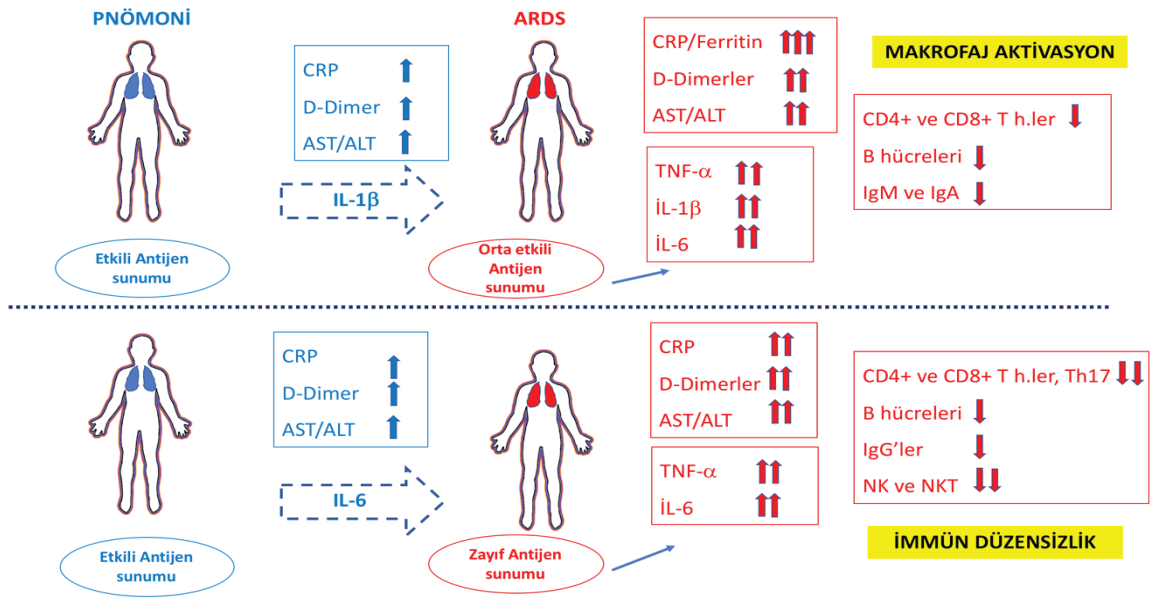 PNÖMONİ
ARDS
CRP
D-Dimer
AST/ALT
IL-1β
Etkili Antijen
sunumu
Orta etkili
Antijen
sunumu
CRP/Ferritin
D-Dimerler
AST/ALT
TNF-α
İL-1β
İL-6
MAKROFAJ AKTİVASYON
CD4+ ve CD8+ T h.ler
B hücreleri
IgM ve IgA
CRP
D-Dimer
AST/ALT
IL-6
Etkili Antijen
sunumu
Zayıf Antijen
sunumu
CRP
D-Dimerler
AST/ALT
TNF-α
İL-6
CD4+ ve CD8+ T h.ler, Th17
B hücreleri
IgG’ler
NK ve NKT
İMMÜN DÜZENSİZLİK